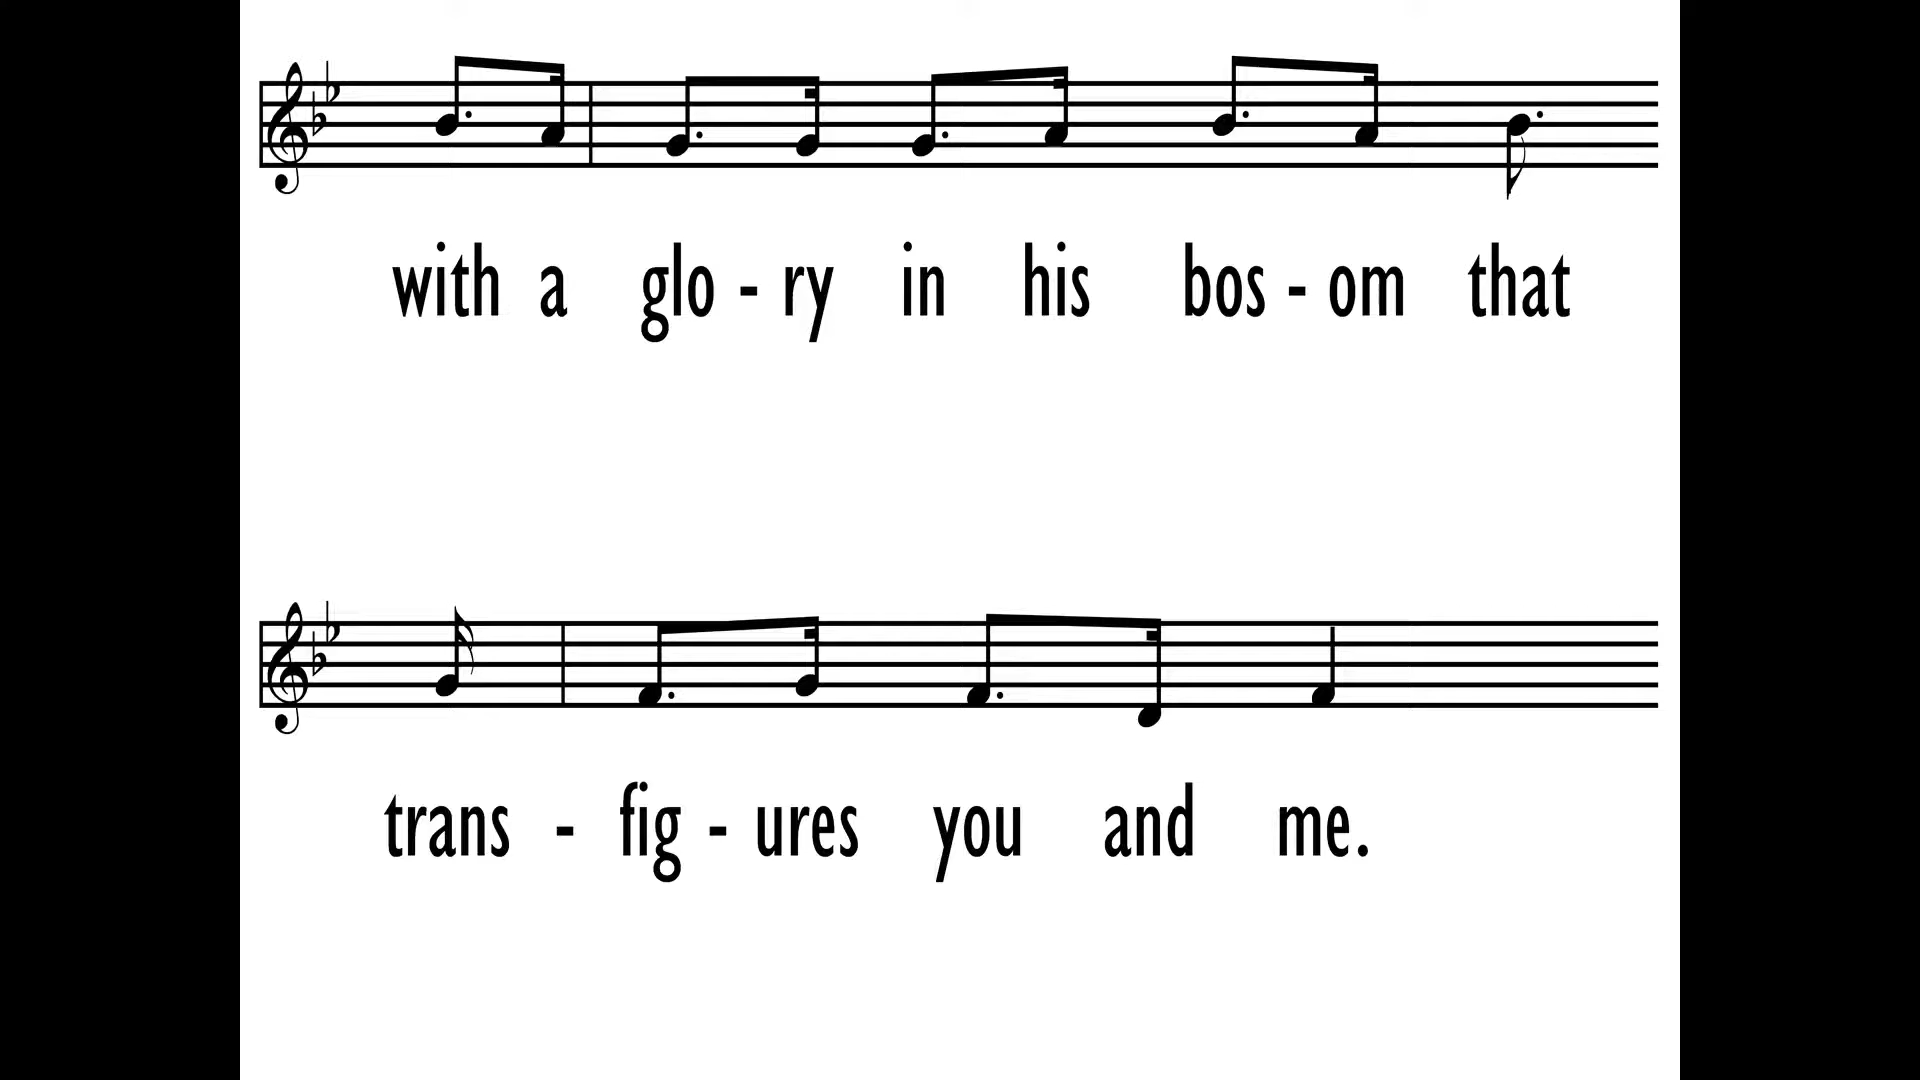 with a glo - ry in his bos - om that
trans - fig - ures you and me.